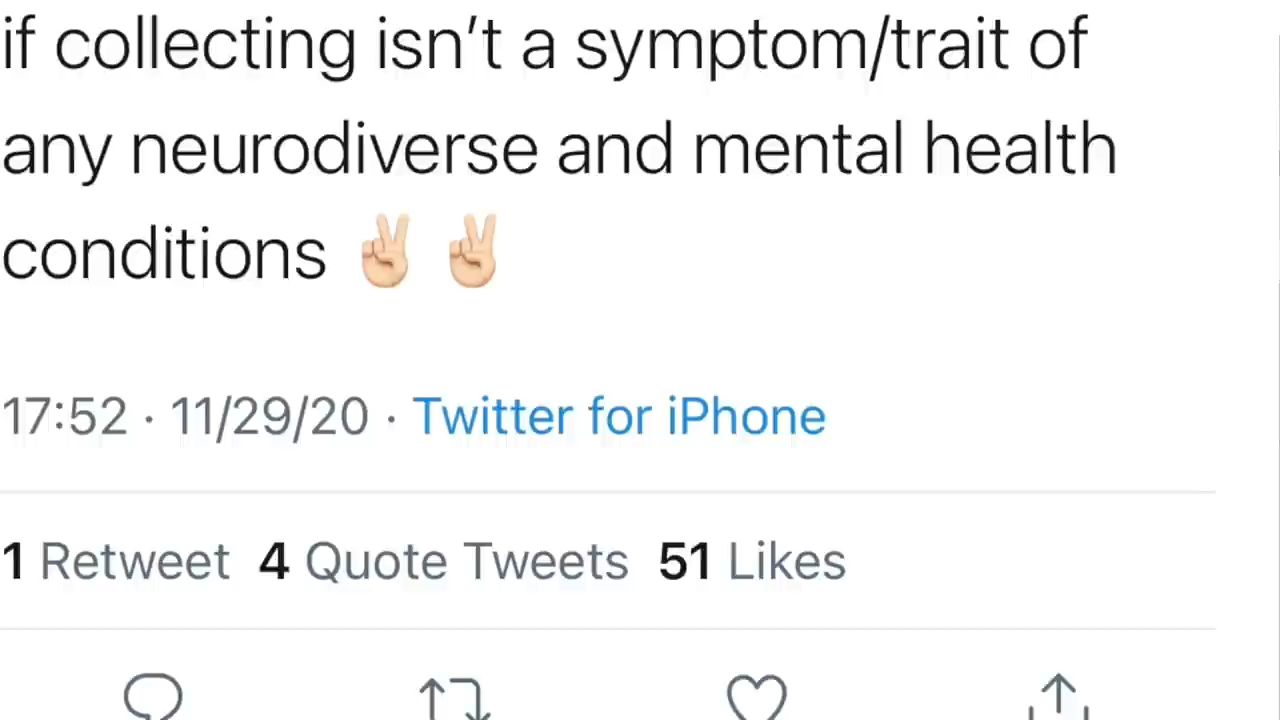 if collecting isn’t a symptom/trait of
any neurodiverse and mental health
conditions ✌🏻 ✌🏻
17:52 · 11/29/20 · Twitter for iPhone
1 Retweet 4 Quote Tweets 51 Likes